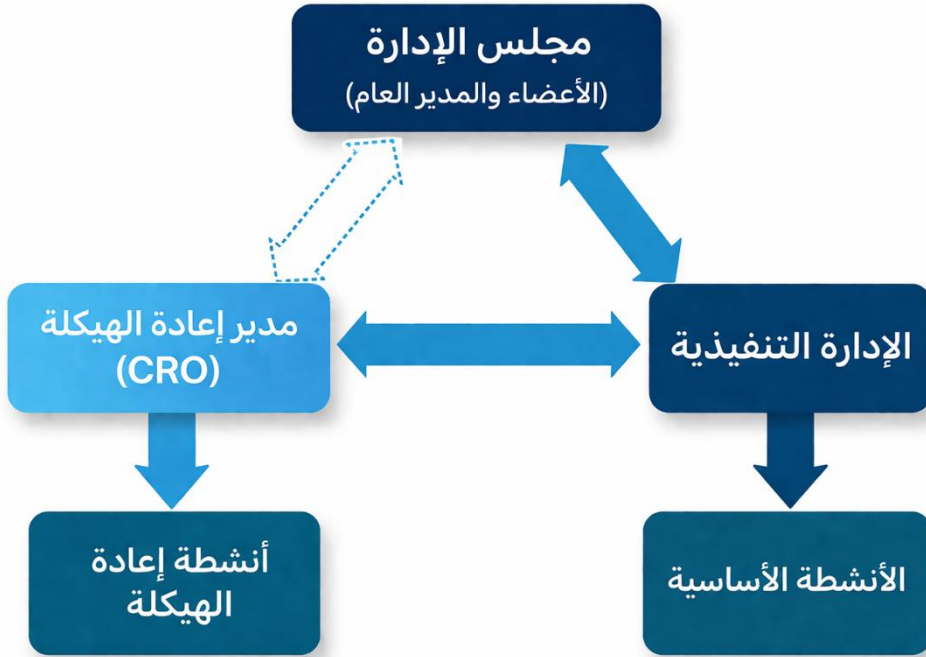 مجلس الإدارة
(الأعضاء والمدير العام)
الإدارة التنفيذية
مدير إعادة الهيكلة
(CRO)
الأنشطة الأساسية
أنشطة إعادة
الهيكلة